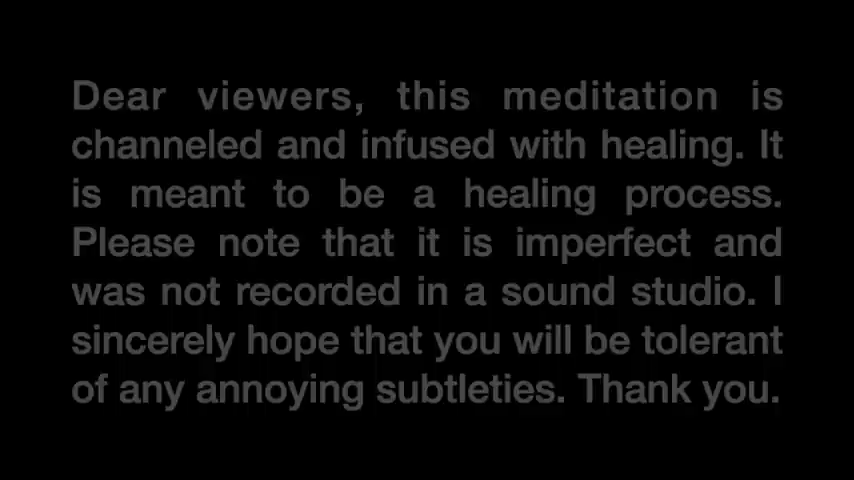 Dear viewers, this meditation is
channeled and infused with healing. It
is meant to be a healing process.
Please note that it is imperfect and
was not recorded in a sound studio. I
sincerely hope that you will be tolerant
of any annoying subtleties. Thank you.